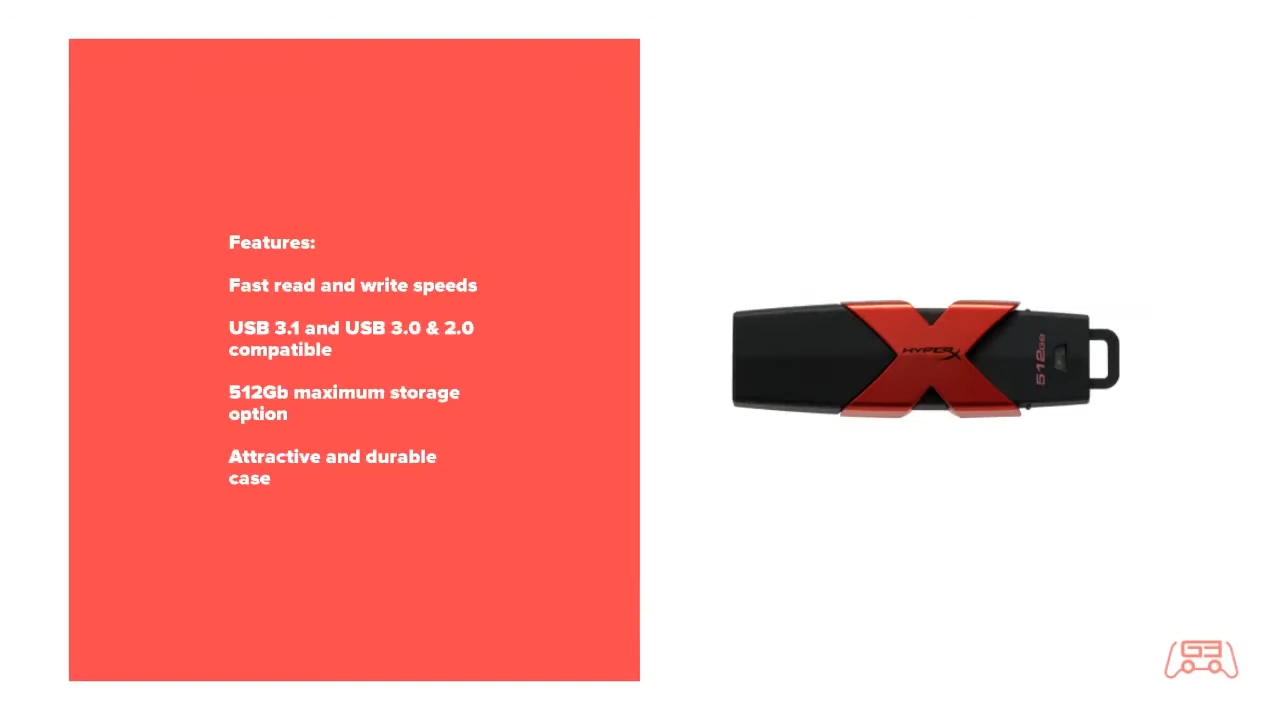 Features:
Fast read and write speeds
USB 3.1 and USB 3.0 & 2.0
compatible
512Gb maximum storage
option
Attractive and durable
case
HYPERX
512GB
G3